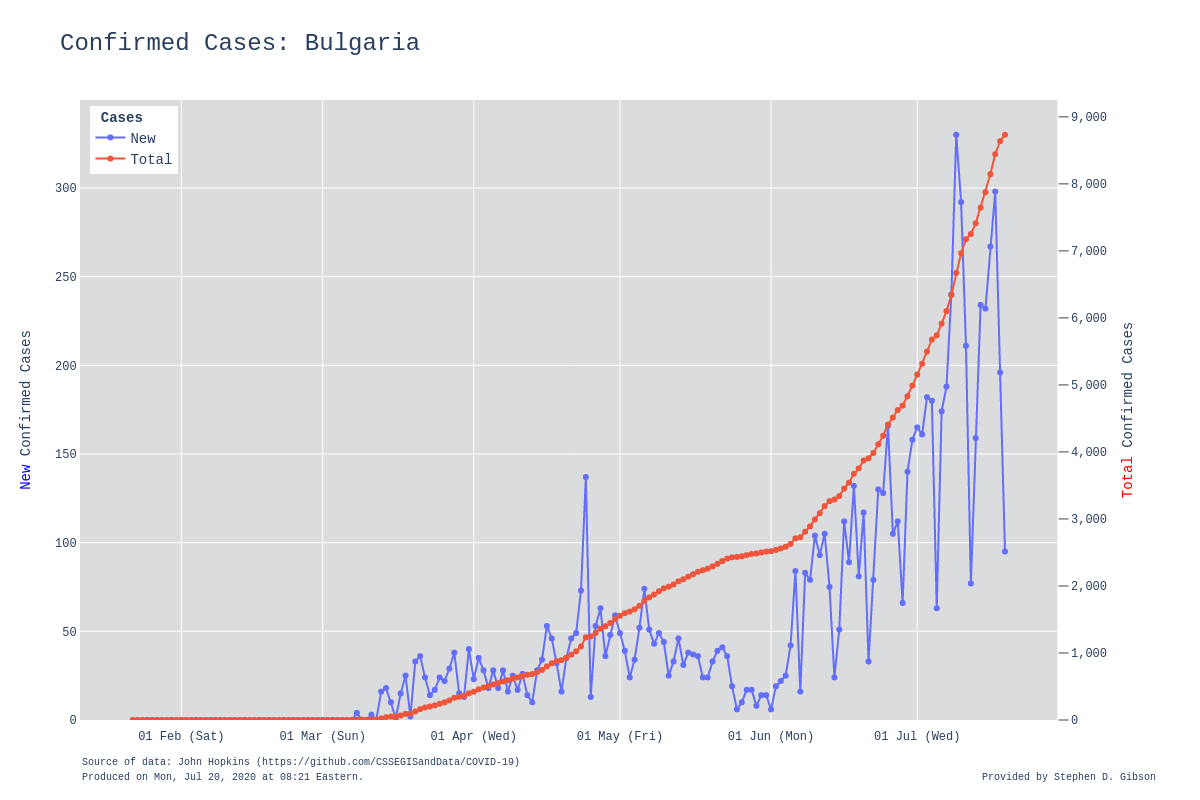 Confirmed Cases: Bulgaria
Cases
New
Total
300
250
200
150
100
50
0
9,000
8,000
7,000
6,000
5,000
4,000
3,000
2,000
1,000
0
New Confirmed Cases
Total Confirmed Cases
01 Feb (Sat)
01 Mar (Sun)
01 Apr (Wed)
01 May (Fri)
01 Jun (Mon)
01 Jul (Wed)
Source of data: John Hopkins (https://github.com/CSSEGISandData/COVID-19)
Produced on Mon, Jul 20, 2020 at 08:21 Eastern.
Provided by Stephen D. Gibson